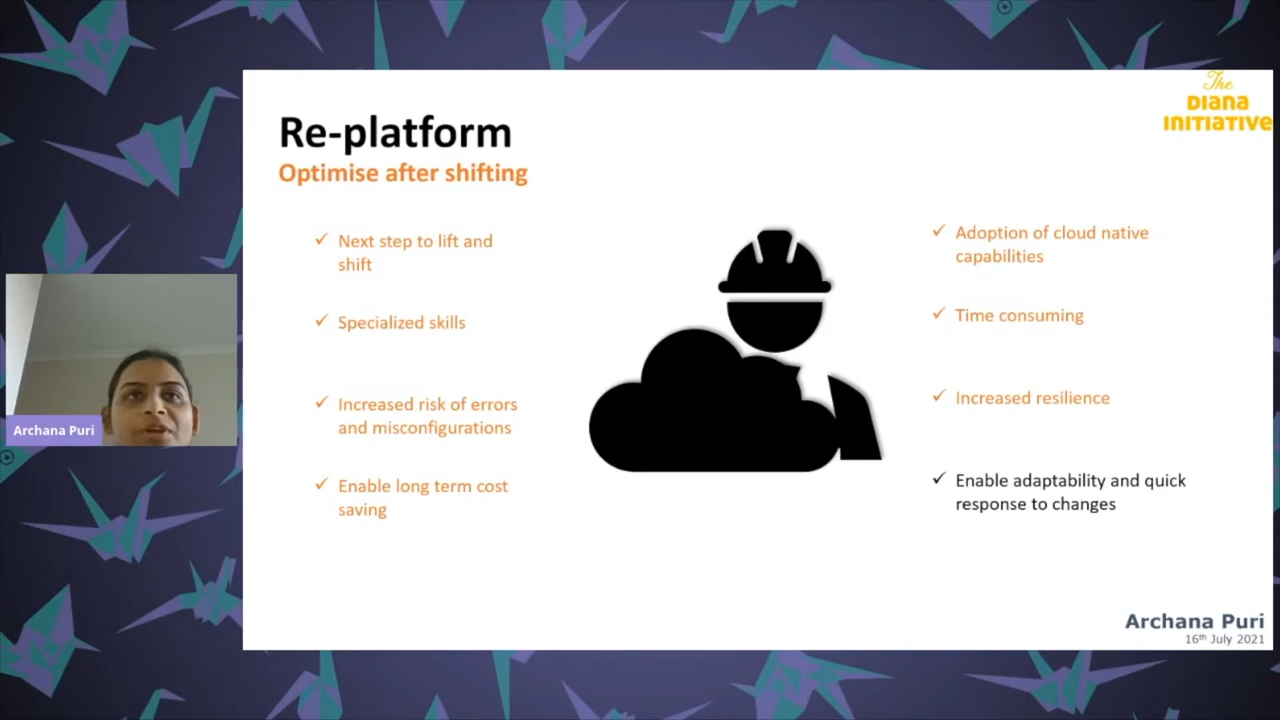 The
DIANA
INITIATIVE
Re-platform
Optimise after shifting
✓ Next step to lift and
shift
✓ Specialized skills
✓ Increased risk of errors
and misconfigurations
✓ Enable long term cost
saving
✓ Adoption of cloud native
capabilities
✓ Time consuming
✓ Increased resilience
✓ Enable adaptability and quick
response to changes
Archana Puri
Archana Puri
16th July 2021